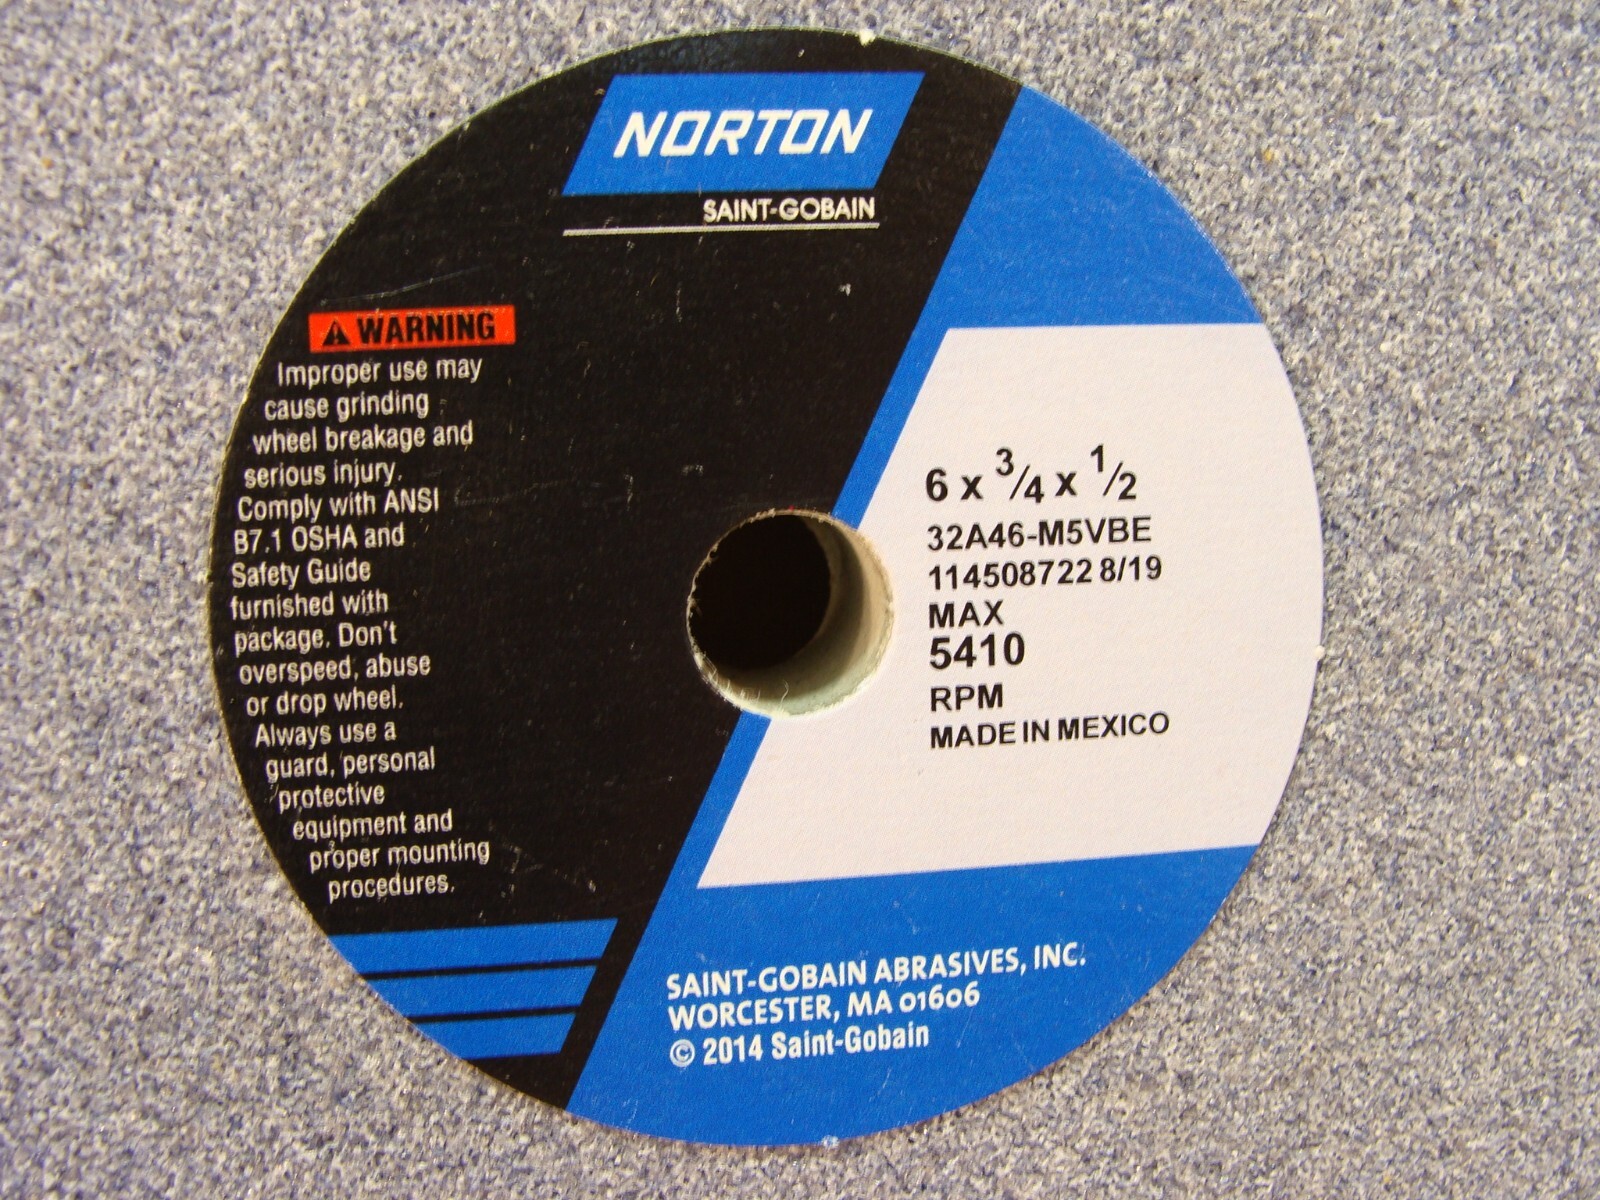 NORTON
SAINT-GOBAIN
WARNING
Improper use may
cause grinding
wheel breakage and
serious injury.
Comply with ANSI
B7.1 OSHA and
Safety Guide
furnished with
package. Don't
overspeed, abuse
or drop wheel.
Always use a
guard, personal
protective
equipment and
proper mounting
procedures.
6 x 3/4 x 1/2
32A46-M5VBE
114508722 8/19
MAX
5410
RPM
MADE IN MEXICO
SAINT-GOBAIN ABRASIVES, INC.
WORCESTER, MA 01606
© 2014 Saint-Gobain